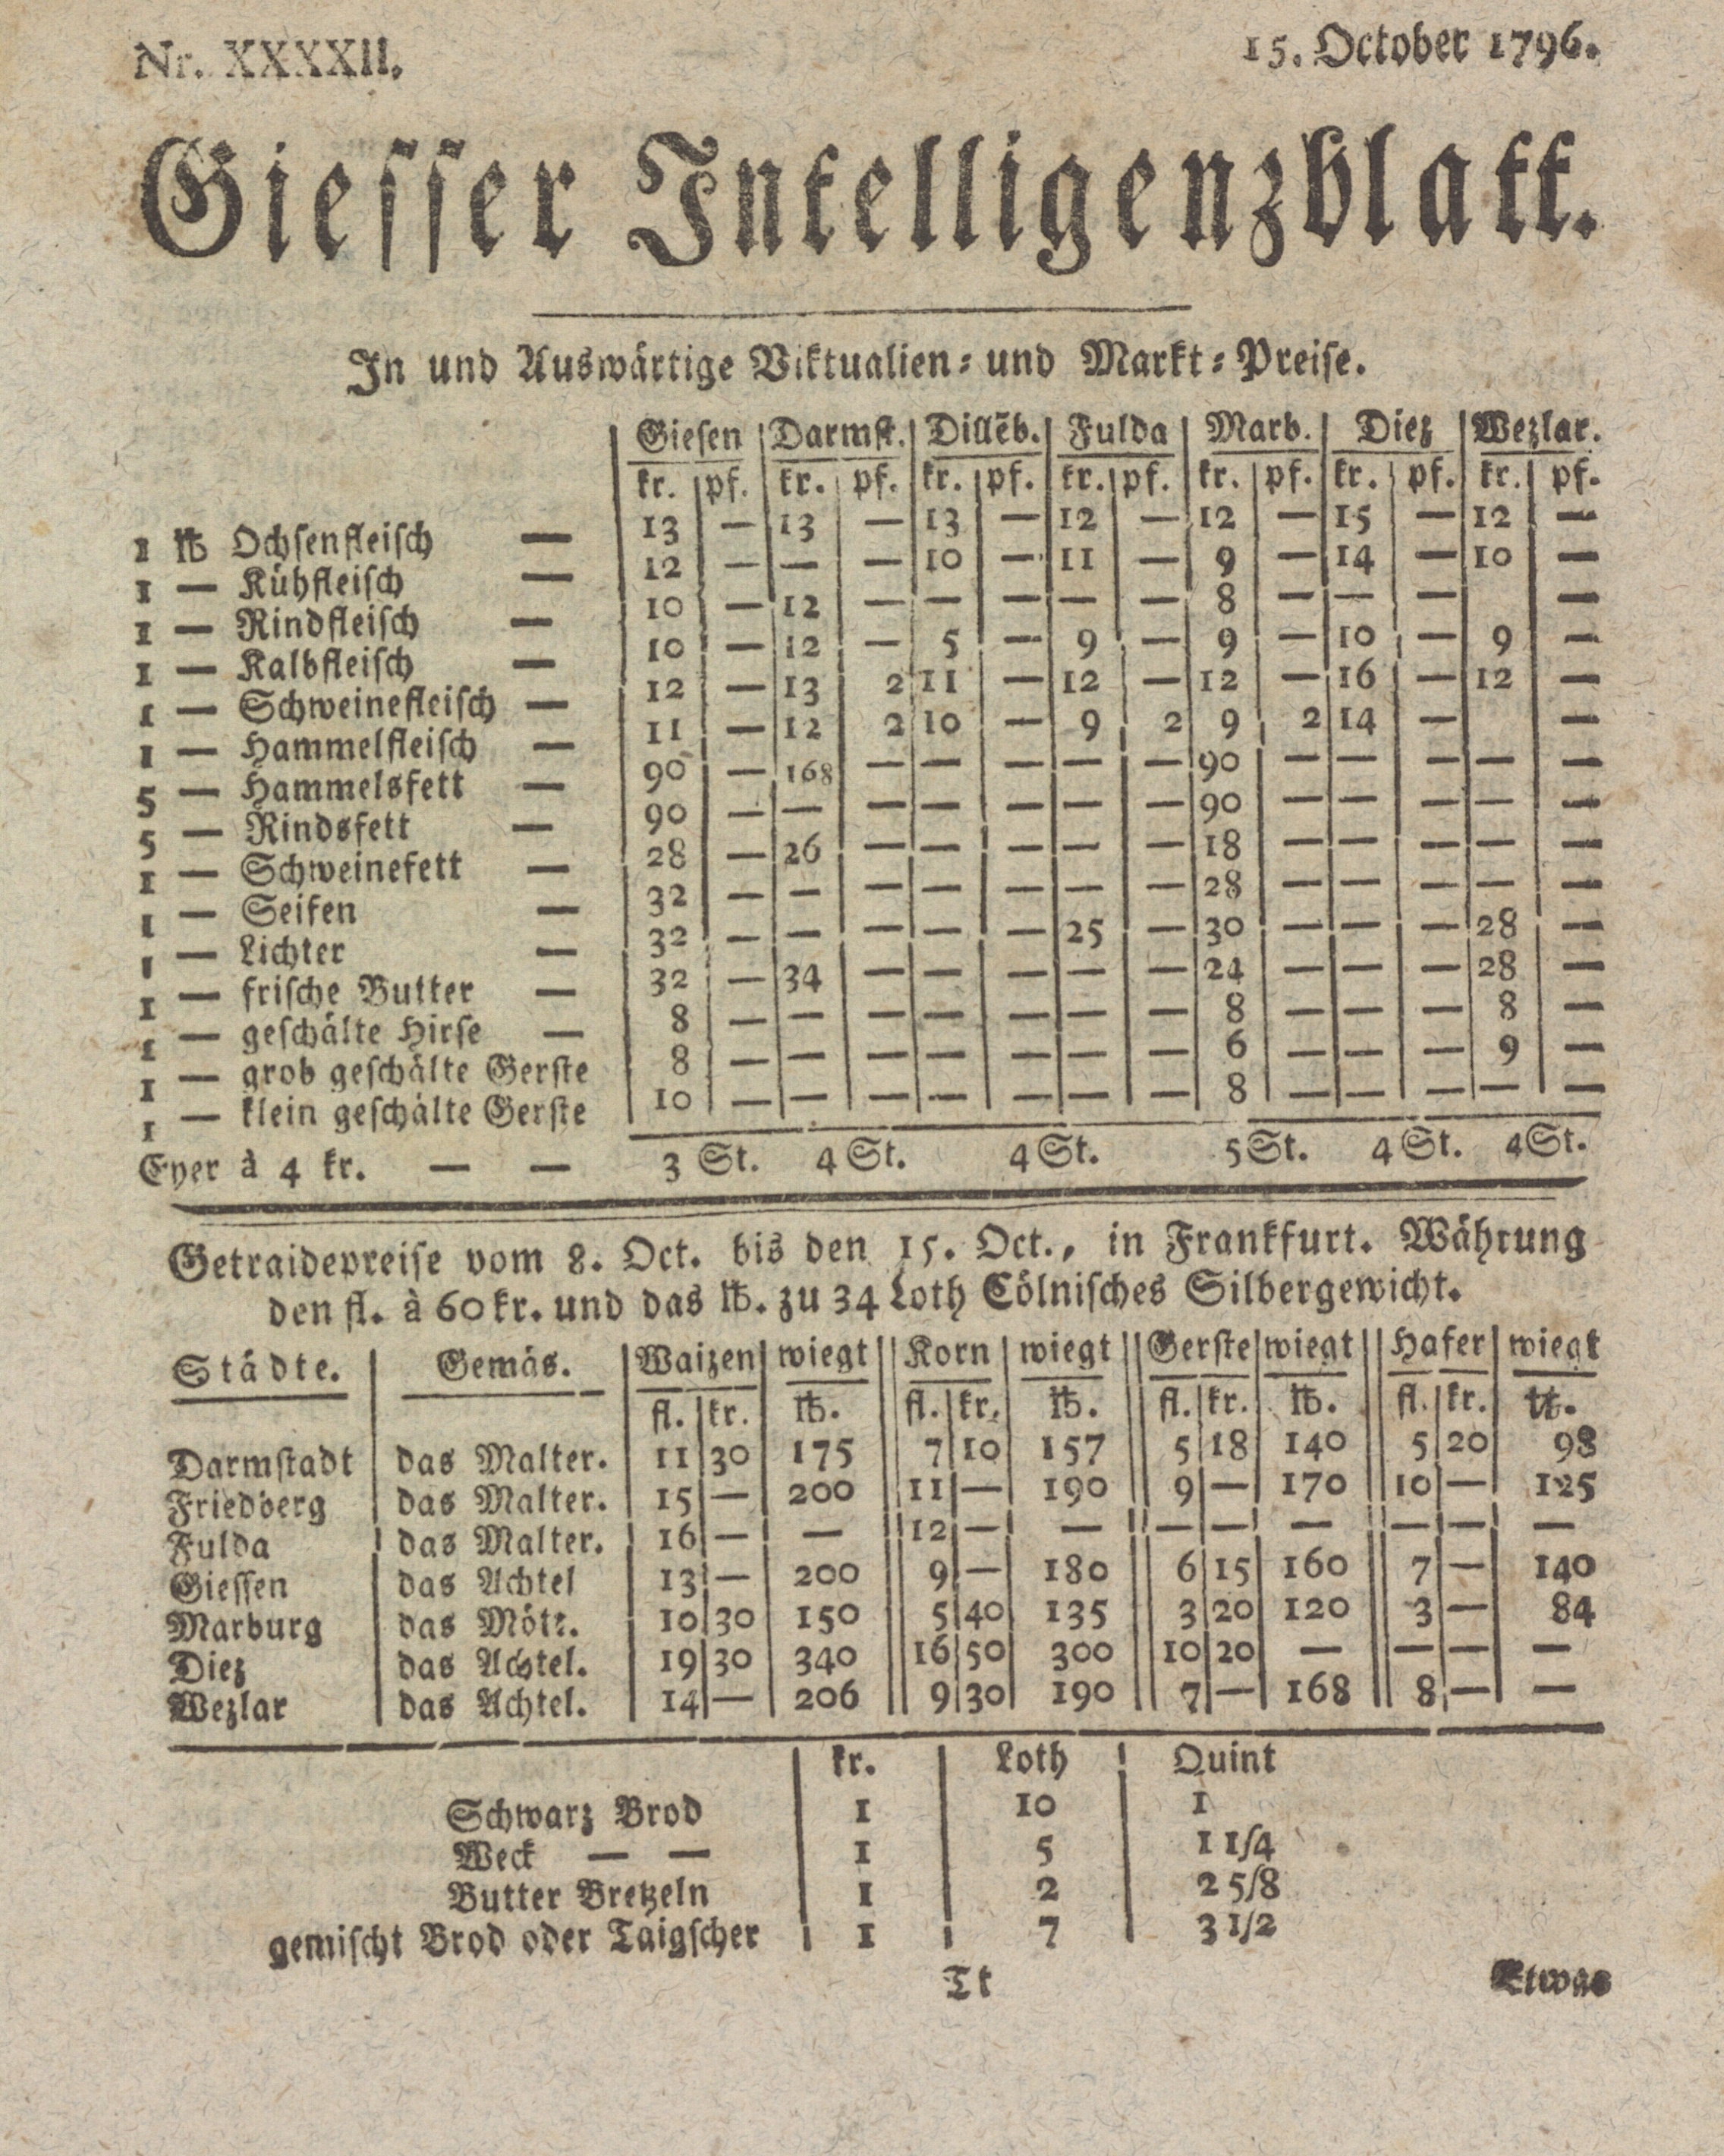 Nr. XXXXII. 15. October 1796.
Giesser Intelligenzblatt.
In und Auswärtige Viktualien- und Markt-Preise.
Giesen | Darmst. | Dillēb. | Fulda | Marb. | Diez | Wezlar.
kr. | pf. | kr. | pf. | kr. | pf. | kr. | pf. | kr. | pf. | kr. | pf. | kr. | pf.
1 ℔ Ochsenfleisch — | 13 | — | 13 | — | 13 | — | 12 | — | 12 | — | 15 | — | 12 | —
1 — Kühfleisch — | 12 | — | — | — | 10 | — | 11 | — | 9 | — | 14 | — | 10 | —
1 — Rindfleisch — | 10 | — | 12 | — | — | — | — | — | 8 | — | — | — | | —
1 — Kalbfleisch — | 10 | — | 12 | — | 5 | — | 9 | — | 9 | — | 10 | — | 9 | —
1 — Schweinefleisch — | 12 | — | 13 | 2 | 11 | — | 12 | — | 12 | — | 16 | — | 12 | —
1 — Hammelfleisch — | 11 | — | 12 | 2 | 10 | — | 9 | 2 | 9 | 2 | 14 | — | | —
5 — Hammelsfett — | 90 | — | 168 | — | — | — | — | — | 90 | — | — | — | — | —
5 — Rindsfett — | 90 | — | — | — | — | — | — | — | 90 | — | — | — | — | —
1 — Schweinefett — | 28 | — | 26 | — | — | — | — | — | 18 | — | — | — | — | —
1 — Seifen — | 32 | — | — | — | — | — | — | — | 28 | — | — | — | — | —
1 — Lichter — | 32 | — | — | — | — | — | 25 | — | 30 | — | — | — | 28 | —
1 — frische Butter — | 32 | — | 34 | — | — | — | — | — | 24 | — | — | — | 28 | —
1 — geschälte Hirse — | 8 | — | — | — | — | — | — | — | 8 | — | — | — | 8 | —
1 — grob geschälte Gerste | 8 | — | — | — | — | — | — | — | 6 | — | — | — | 9 | —
1 — klein geschälte Gerste | 10 | — | — | — | — | — | — | — | 8 | — | — | — | — | —
Eyer à 4 kr. — — 3 St. 4 St. 4 St. 5 St. 4 St. 4 St.
Getraidepreise vom 8. Oct. bis den 15. Oct., in Frankfurt. Währung
den fl. à 60 kr. und das ℔. zu 34 Loth Cölnisches Silbergewicht.
Städte. | Gemäs. | Waizen | wiegt || Korn | wiegt || Gerste | wiegt || Hafer | wiegt
fl. | kr. | ℔. || fl. | kr. | ℔. || fl. | kr. | ℔. || fl. | kr. | ℔.
Darmstadt | das Malter. | 11 | 30 | 175 || 7 | 10 | 157 || 5 | 18 | 140 || 5 | 20 | 98
Friedberg | das Malter. | 15 | — | 200 || 11 | — | 190 || 9 | — | 170 || 10 | — | 125
Fulda | das Malter. | 16 | — | — || 12 | — | — || — | — | — || — | — | —
Giessen | das Achtel | 13 | — | 200 || 9 | — | 180 || 6 | 15 | 160 || 7 | — | 140
Marburg | das Mött. | 10 | 30 | 150 || 5 | 40 | 135 || 3 | 20 | 120 || 3 | — | 84
Diez | das Achtel. | 19 | 30 | 340 || 16 | 50 | 300 || 10 | 20 | — || — | — | —
Wezlar | das Achtel. | 14 | — | 206 || 9 | 30 | 190 || 7 | — | 168 || 8 | — | —
kr. | Loth | Quint
Schwarz Brod | 1 | 10 | 1
Weck — — | 1 | 5 | 1 1/4
Butter Bretzeln | 1 | 2 | 2 5/8
gemischt Brod oder Taigscher | 1 | 7 | 3 1/2
Tt Etwas